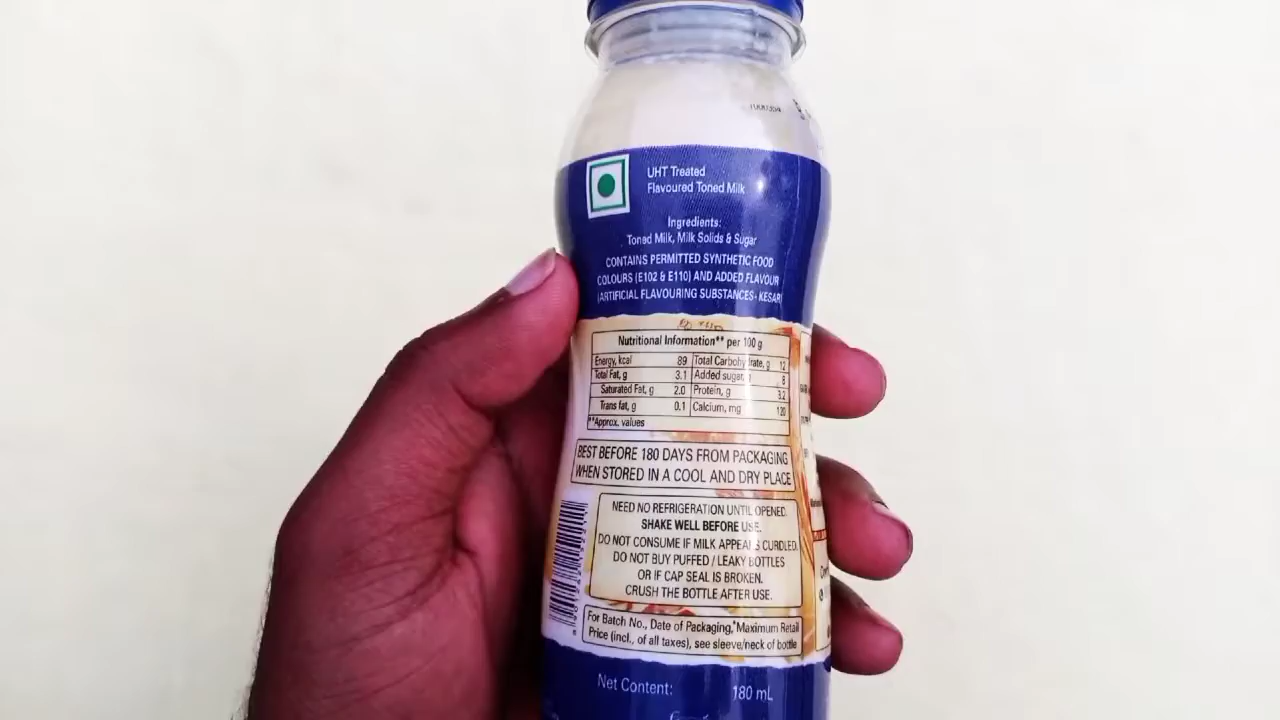 UHT Treated
Flavoured Toned Milk
Ingredients:
Toned Milk, Milk Solids & Sugar
CONTAINS PERMITTED SYNTHETIC FOOD
COLOURS (E102 & E110) AND ADDED FLAVOUR
(ARTIFICIAL FLAVOURING SUBSTANCES - KESAR
Nutritional Information** per 100 g
Energy, kcal 89 Total Carbohydrate, g 12
Total Fat, g 3.1 Added sugar, g 8
Saturated Fat, g 2.0 Protein, g 3.2
Trans fat, g 0.1 Calcium, mg 120
**Approx. values
BEST BEFORE 180 DAYS FROM PACKAGING
WHEN STORED IN A COOL AND DRY PLACE
NEED NO REFRIGERATION UNTIL OPENED.
SHAKE WELL BEFORE USE.
DO NOT CONSUME IF MILK APPEARS CURDLED.
DO NOT BUY PUFFED / LEAKY BOTTLES
OR IF CAP SEAL IS BROKEN.
CRUSH THE BOTTLE AFTER USE.
For Batch No., Date of Packaging,*Maximum Retail
Price (incl., of all taxes), see sleeve/neck of bottle
Net Content: 180 mL